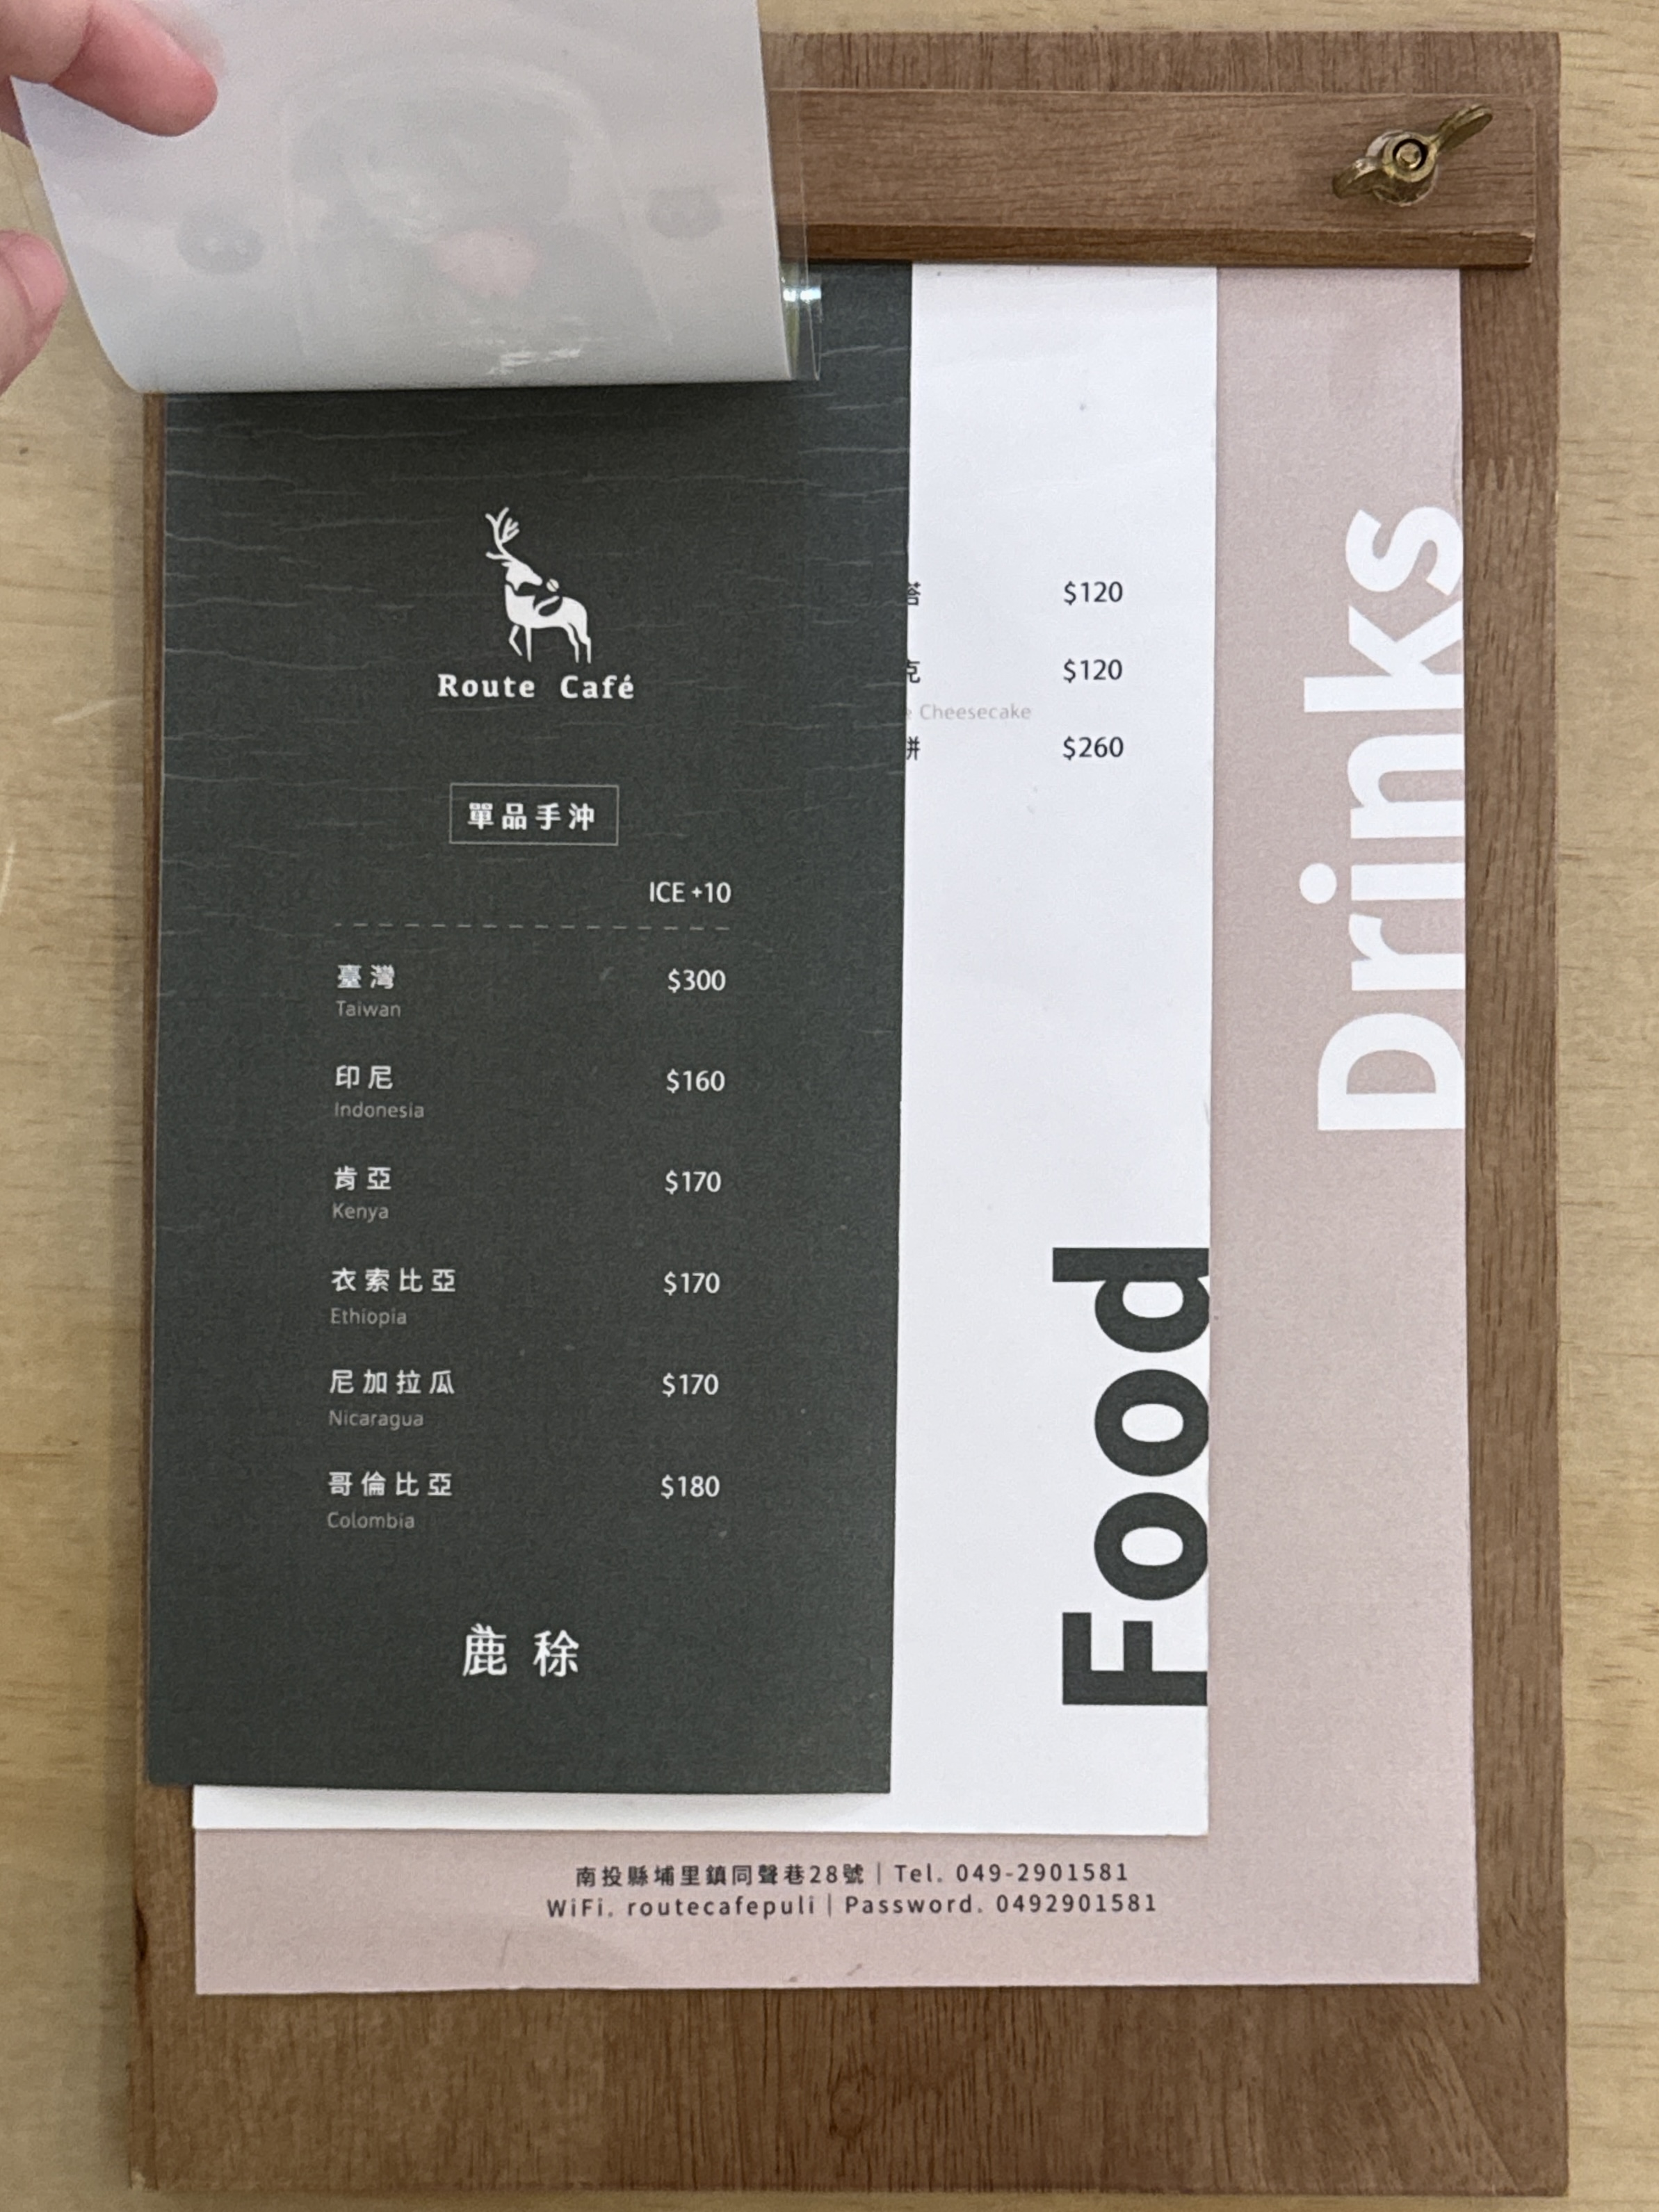 Route Café
單品手沖
ICE +10
臺灣 $300
Taiwan
印尼 $160
Indonesia
肯亞 $170
Kenya
衣索比亞 $170
Ethiopia
尼加拉瓜 $170
Nicaragua
哥倫比亞 $180
Colombia
鹿稌
$120
克 $120
Cheesecake
餅 $260
Food
Drinks
南投縣埔里鎮同聲巷28號｜Tel. 049-2901581
WiFi. routecafepuli｜Password. 0492901581